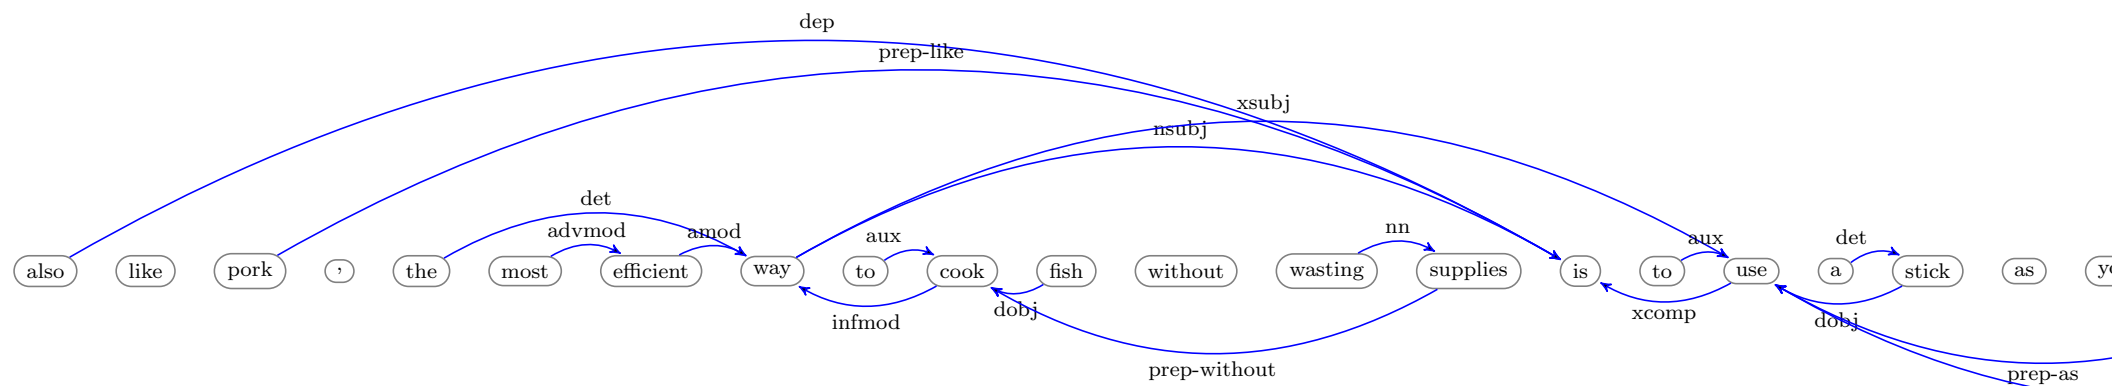 dep
prep-like
xsubj
nsubj
det
advmod
amod
aux
nn
aux
det
also like pork , the most efficient way to cook fish without wasting supplies is to use a stick as
infmod
dobj
xcomp
dobj
prep-without
prep-as